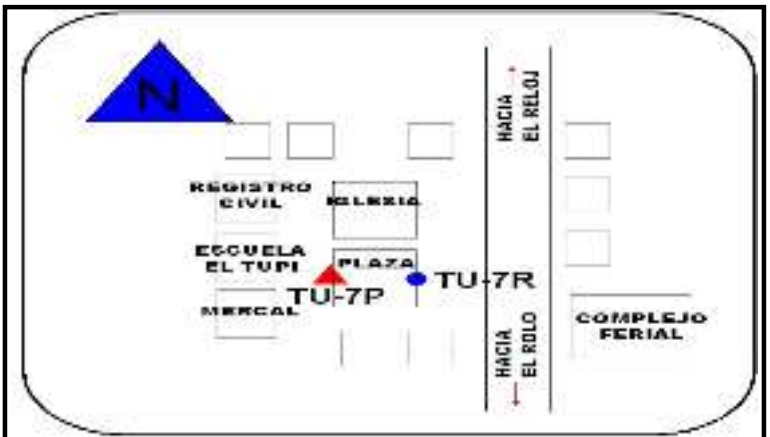 N
HACIA
EL RELOJ
REGISTRO
CIVIL
IGLESIA
ESCUELA
EL TUPI
PLAZA
TU-7P
TU-7R
MERCAL
COMPLEJO
FERIAL
HACIA
EL ROLO